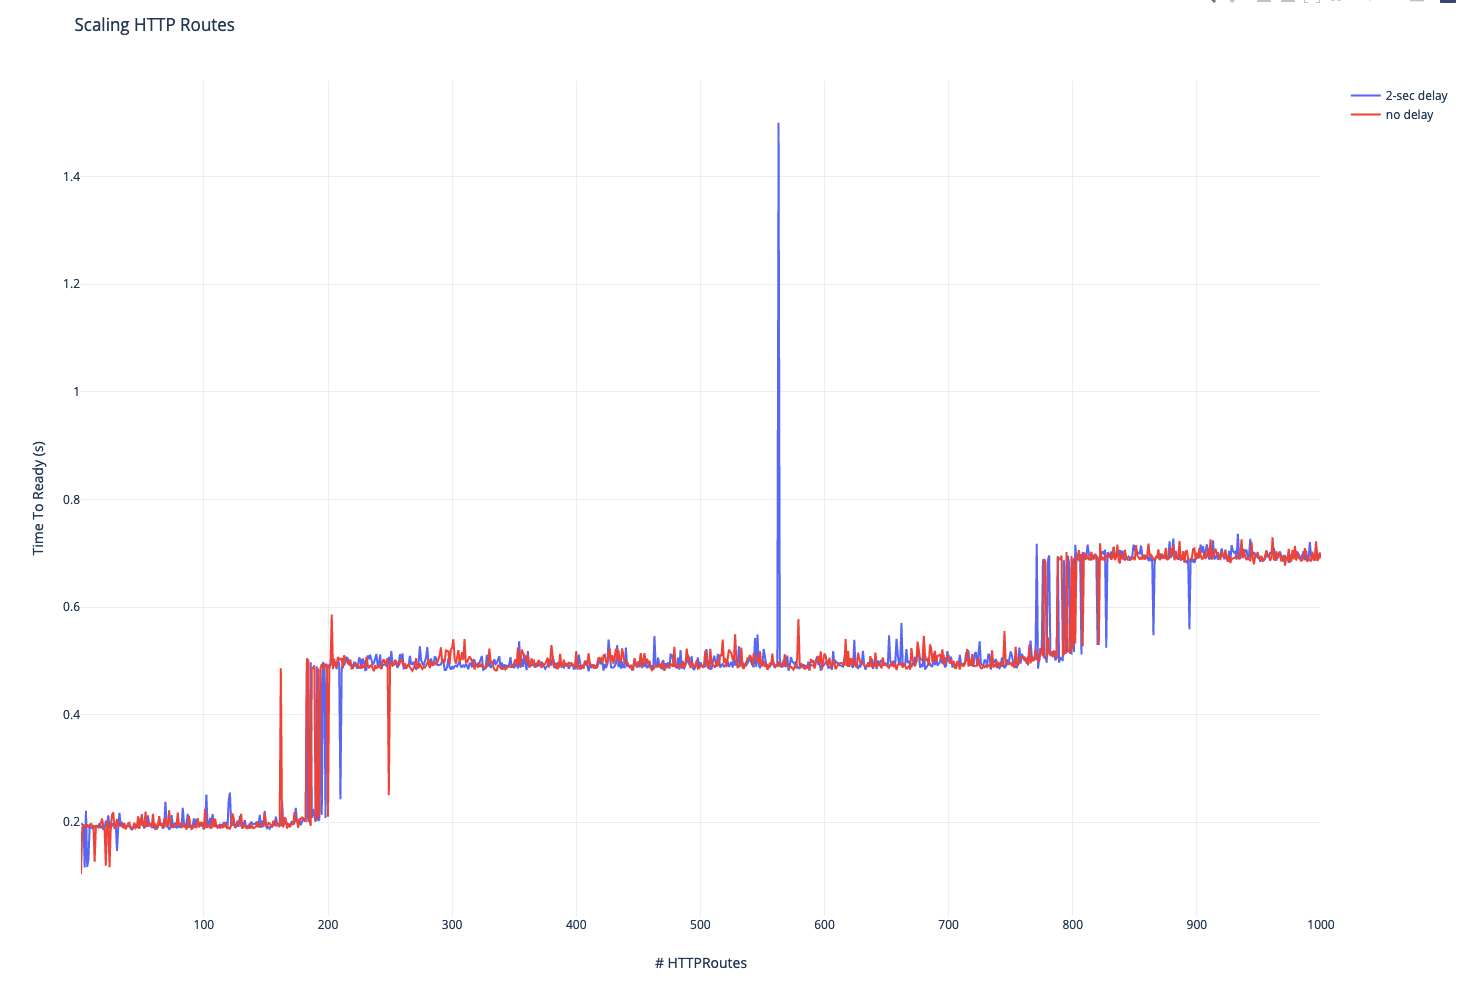 Scaling HTTP Routes
2-sec delay
no delay
1.4
1.2
1
0.8
0.6
0.4
0.2
Time To Ready (s)
100 200 300 400 500 600 700 800 900 1000
# HTTPRoutes